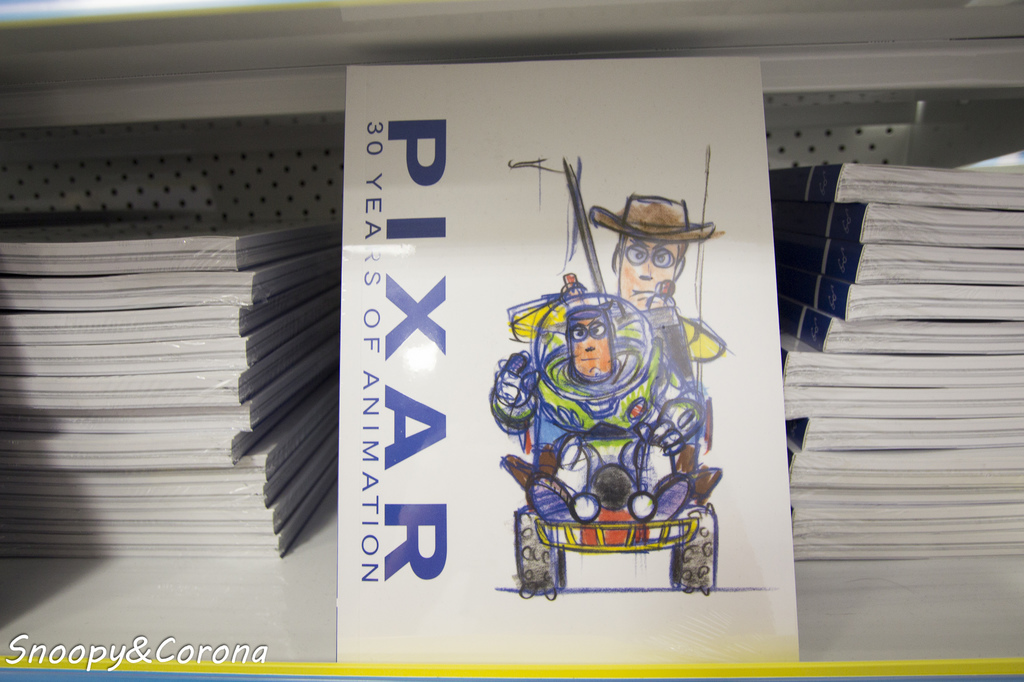 PIXAR
30 YEARS OF ANIMATION
Snoopy&Corona